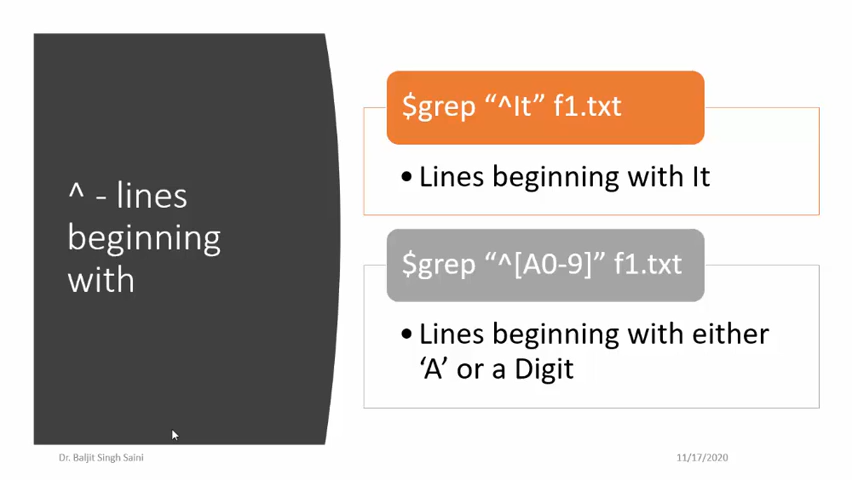 ^ - lines
beginning
with
$grep “^It” f1.txt
•Lines beginning with It
$grep “^[A0-9]” f1.txt
•Lines beginning with either
‘A’ or a Digit
Dr. Baljit Singh Saini
11/17/2020